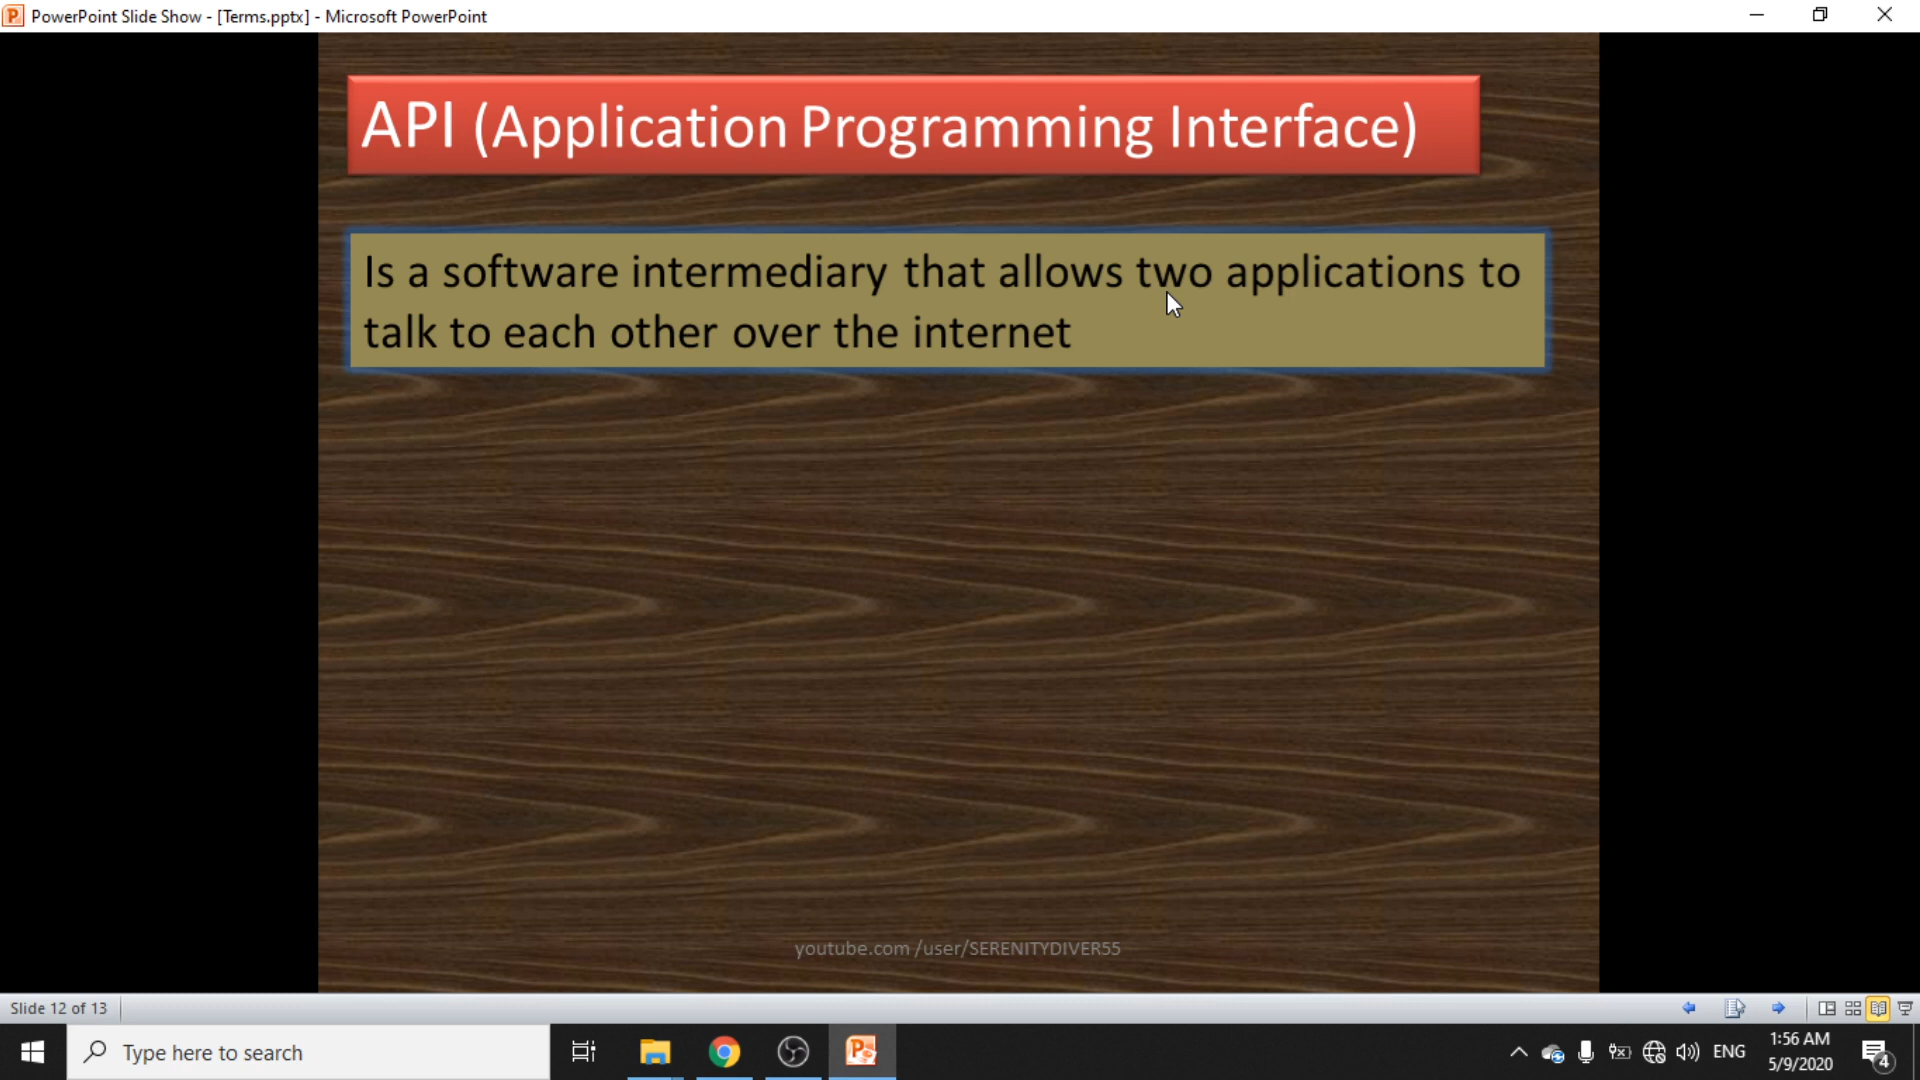 PowerPoint Slide Show - [Terms.pptx] - Microsoft PowerPoint
API (Application Programming Interface)
Is a software intermediary that allows two applications to
talk to each other over the internet
youtube.com /user/SERENITYDIVER55
Slide 12 of 13
Type here to search
ENG
1:56 AM
5/9/2020
4